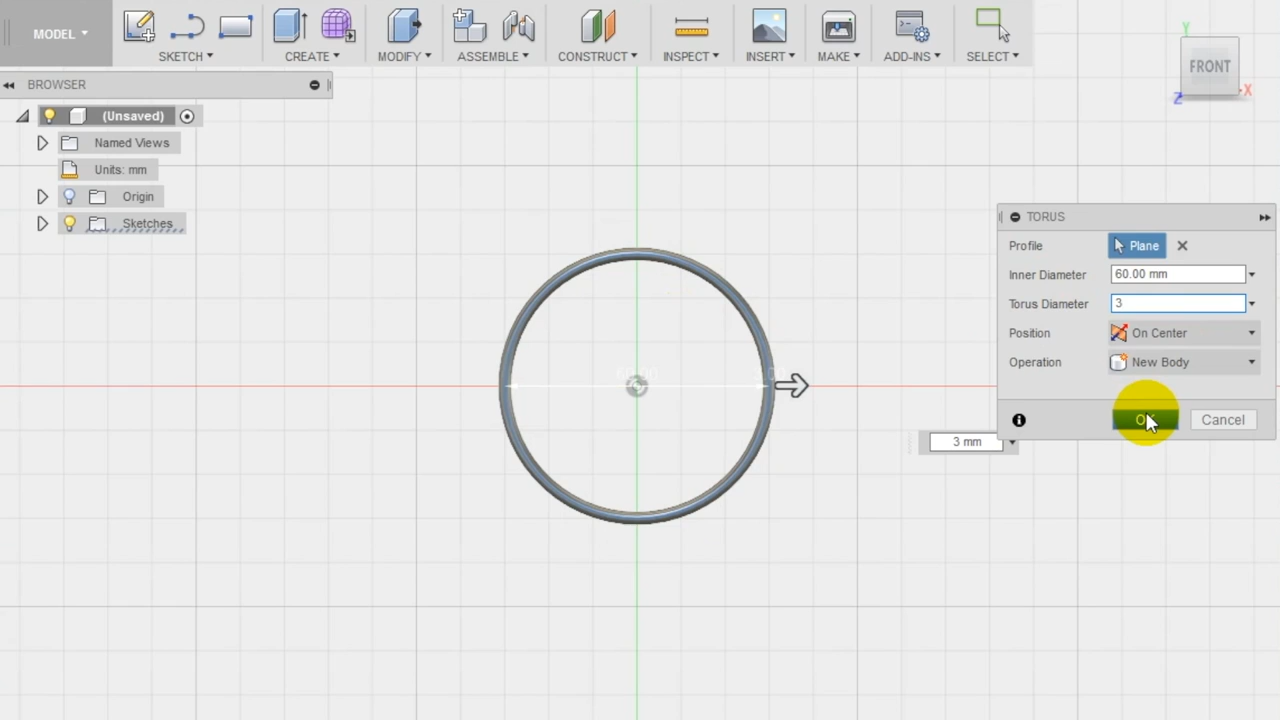 MODEL
SKETCH
CREATE
MODIFY
ASSEMBLE
CONSTRUCT
INSPECT
INSERT
MAKE
ADD-INS
SELECT
Y
FRONT
X
Z
BROWSER
(Unsaved)
Named Views
Units: mm
Origin
Sketches
TORUS
Profile
Plane
Inner Diameter
60.00 mm
Torus Diameter
3
Position
On Center
Operation
New Body
OK
Cancel
3 mm